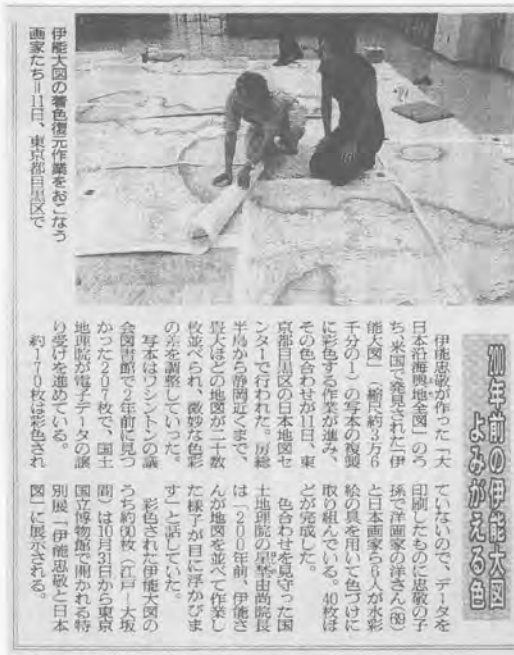 200年前の伊能大図
よみがえる色
伊能忠敬が作った「大
日本沿海輿地全図」のう
ち、米国で発見された「伊
能大図」(縮尺約3万6
千分の1)の写本の複製
に彩色する作業が進み、
その色合わせが11日、東
京都目黒区の日本地図セ
ンターで行われた。房総
半島から静岡近くまで、
畳大ほどの地図が二十数
枚並べられ、微妙な色彩
の差を調整していった。
写本はワシントンの議
会図書館で2年前に見つ
かった207枚で、国土
地理院が電子データの譲
り受けを進めている。
約170枚は彩色され
ていないので、データを
印刷したものに忠敬の子
孫で洋画家の洋さん(69)
と日本画家ら6人が水彩
絵の具を用いて色づけに
取り組んでいる。40枚ほ
どが完成した。
色合わせを見守った国
土地理院の星埜由尚院長
は「200年前、伊能さ
んが地図を並べて作業し
た様子が目に浮かびま
す」と話していた。
彩色された伊能大図の
うち約60枚(江戸―大坂
間)は10月31日から東京
国立博物館で開かれる特
別展「伊能忠敬と日本
図」に展示される。
伊能大図の着色復元作業をおこなう
画家たち=11日、東京都目黒区で